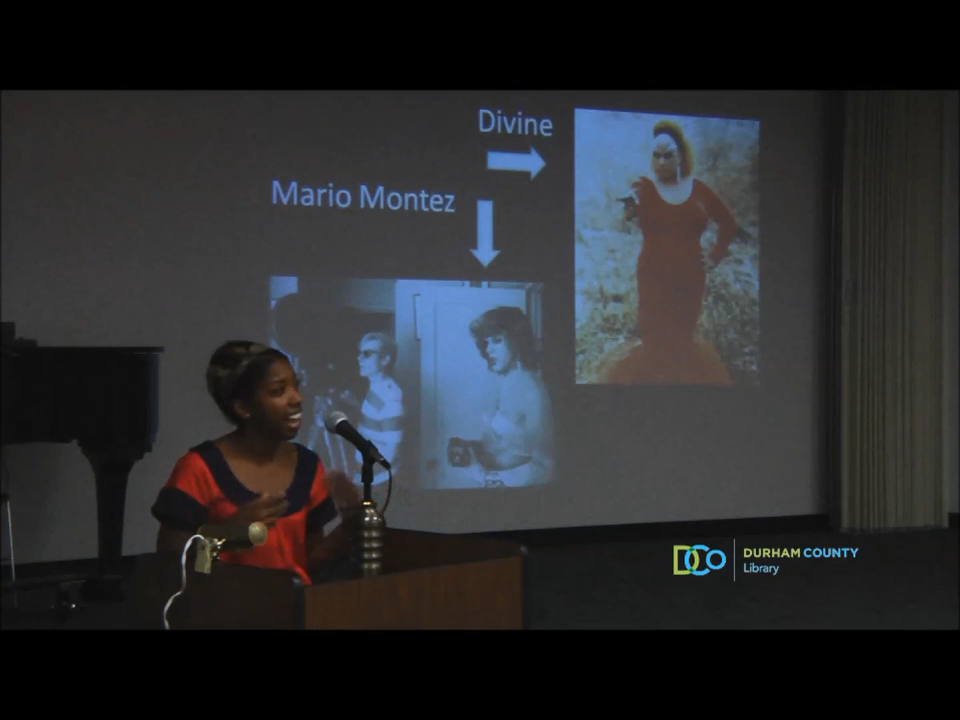 Divine
Mario Montez
DCo
DURHAM COUNTY
Library